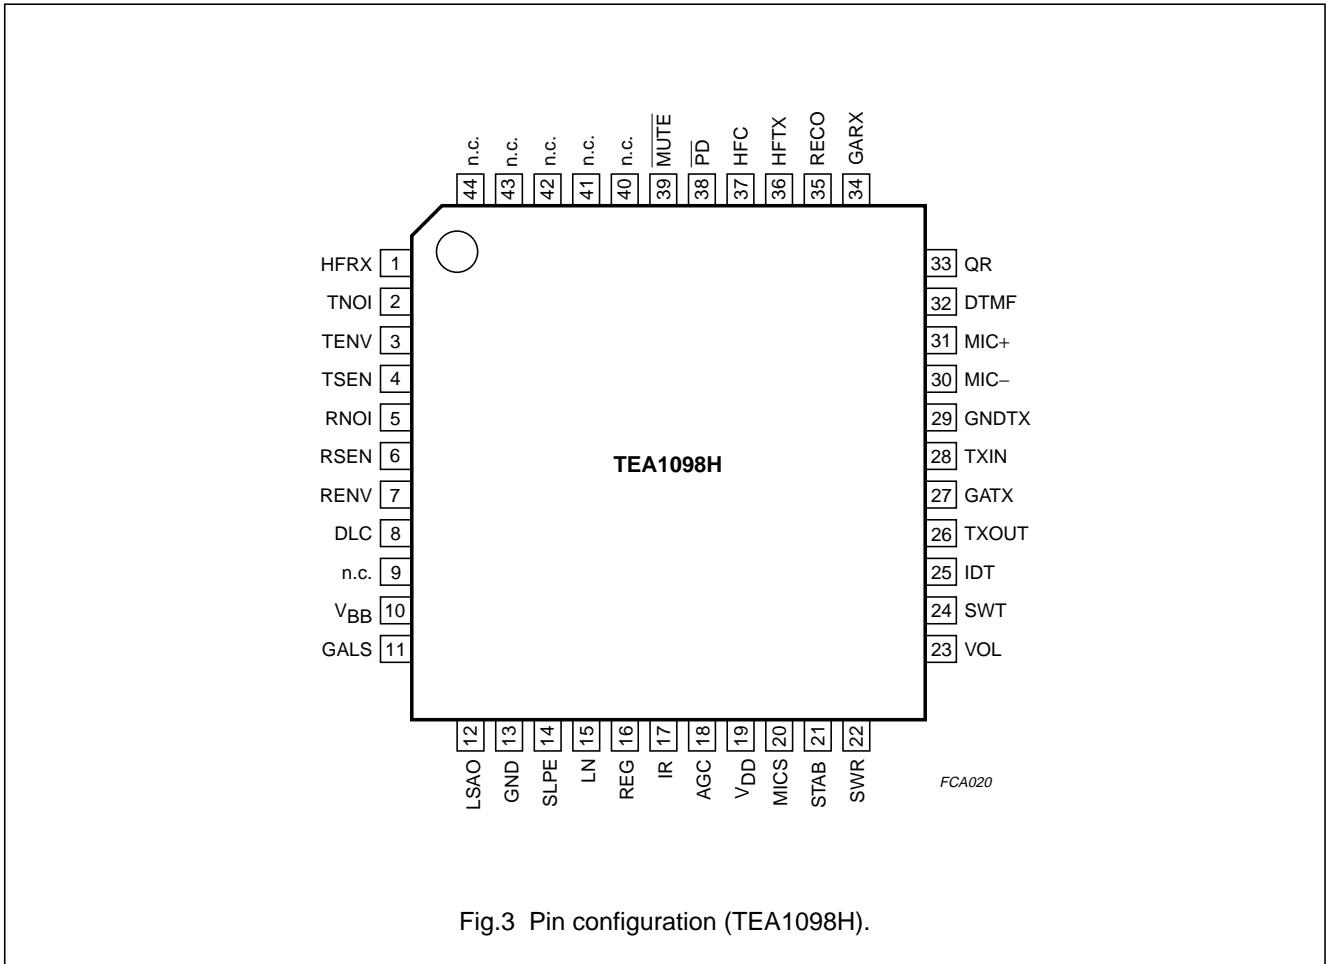 n.c.
n.c.
n.c.
n.c.
n.c.
MUTE
PD
HFC
HFTX
RECO
GARX
44
43
42
41
40
39
38
37
36
35
34
HFRX 1
TNOI 2
TENV 3
TSEN 4
RNOI 5
RSEN 6
RENV 7
DLC 8
n.c. 9
VBB 10
GALS 11
TEA1098H
33 QR
32 DTMF
31 MIC+
30 MIC−
29 GNDTX
28 TXIN
27 GATX
26 TXOUT
25 IDT
24 SWT
23 VOL
12
13
14
15
16
17
18
19
20
21
22
LSAO
GND
SLPE
LN
REG
IR
AGC
VDD
MICS
STAB
SWR
FCA020
Fig.3 Pin configuration (TEA1098H).